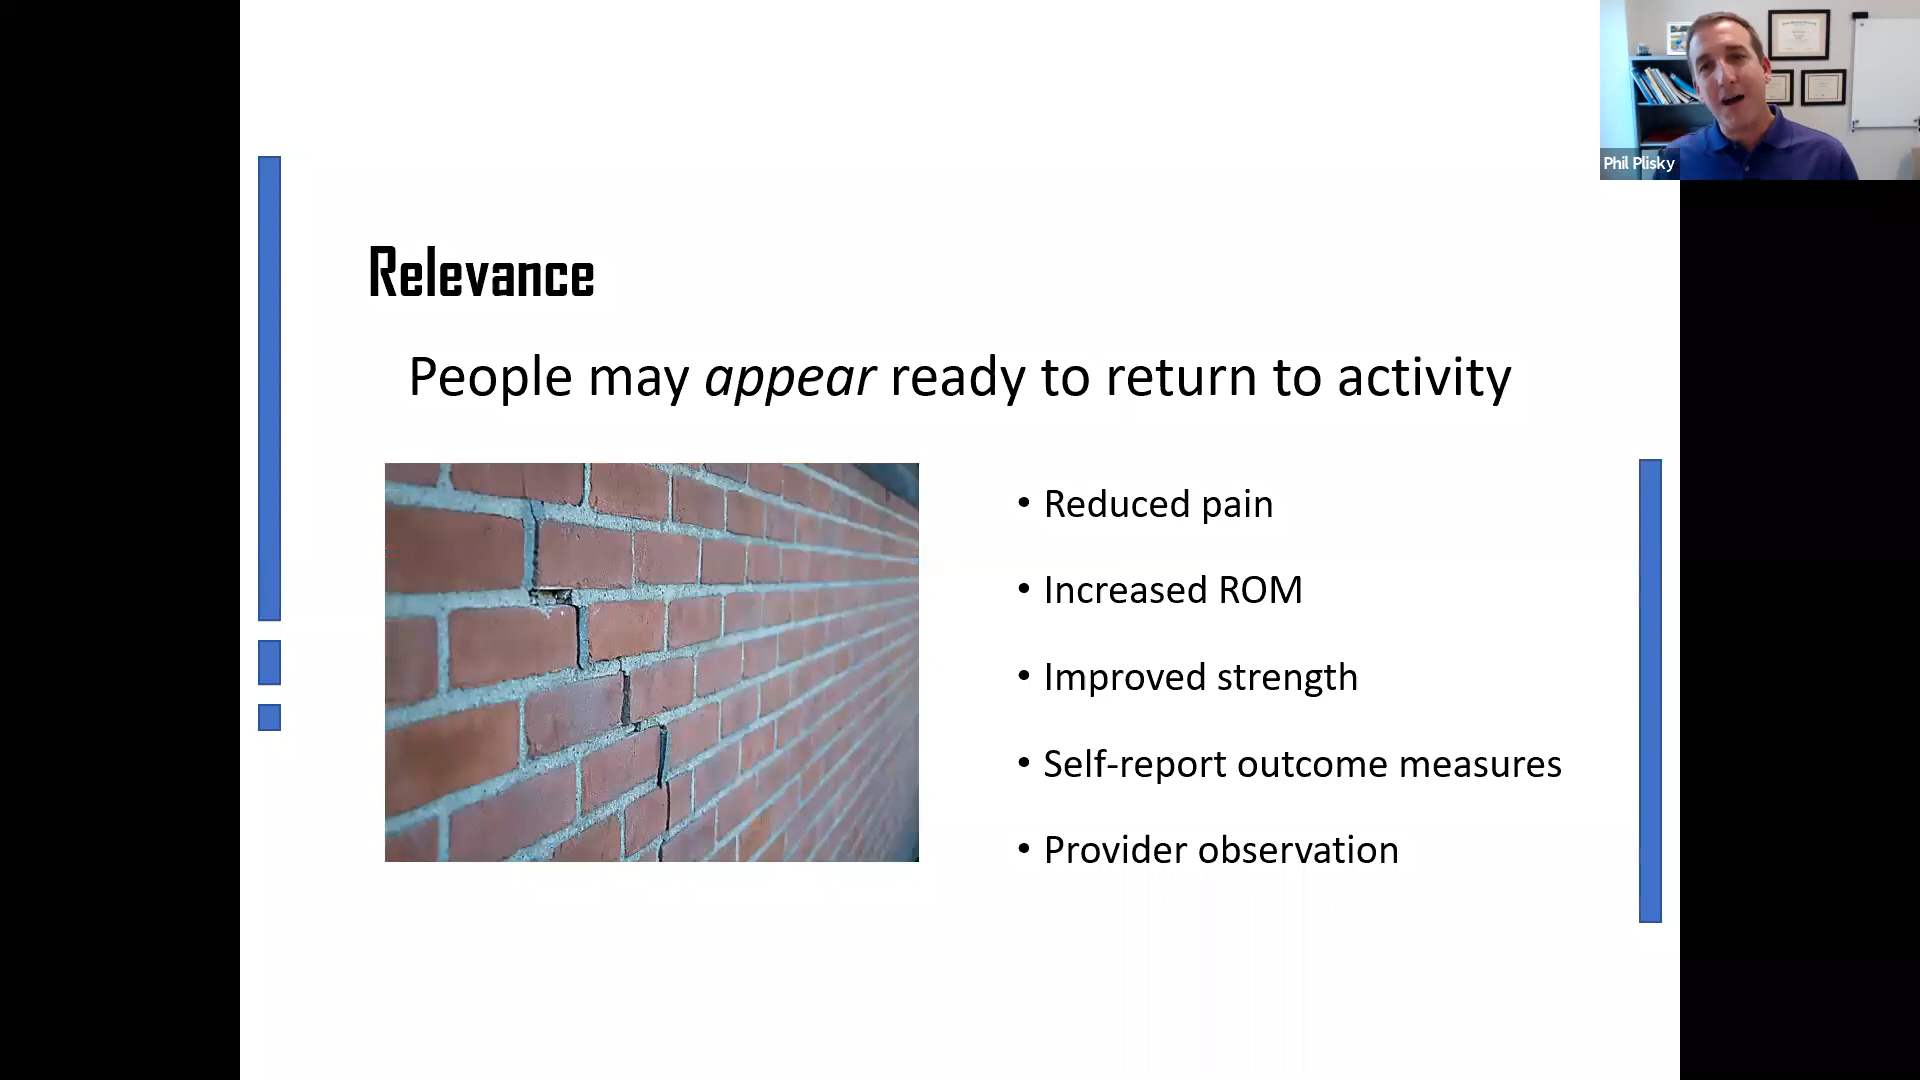 Phil Plisky
Relevance
People may appear ready to return to activity
• Reduced pain
• Increased ROM
• Improved strength
• Self-report outcome measures
• Provider observation